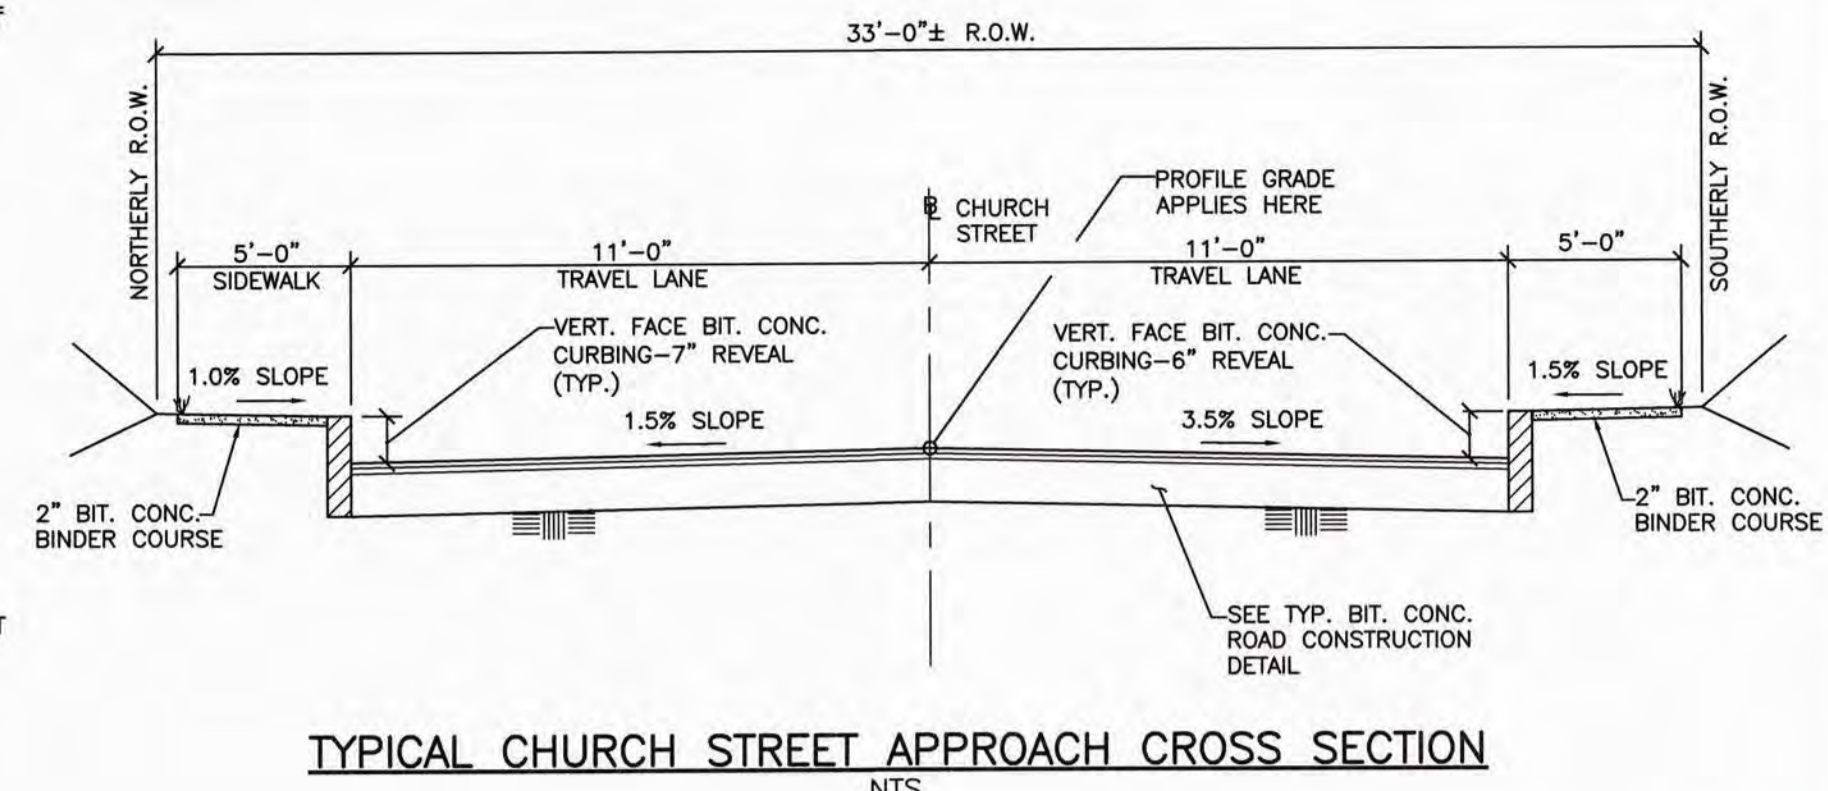 33'-0"± R.O.W.
NORTHERLY R.O.W.
SOUTHERLY R.O.W.
PROFILE GRADE
APPLIES HERE
℄ CHURCH
STREET
5'-0"
SIDEWALK
11'-0"
TRAVEL LANE
11'-0"
TRAVEL LANE
5'-0"
VERT. FACE BIT. CONC.
CURBING-7" REVEAL
(TYP.)
VERT. FACE BIT. CONC.
CURBING-6" REVEAL
(TYP.)
1.0% SLOPE
1.5% SLOPE
3.5% SLOPE
1.5% SLOPE
2" BIT. CONC.
BINDER COURSE
2" BIT. CONC.
BINDER COURSE
SEE TYP. BIT. CONC.
ROAD CONSTRUCTION
DETAIL
TYPICAL CHURCH STREET APPROACH CROSS SECTION
NTS